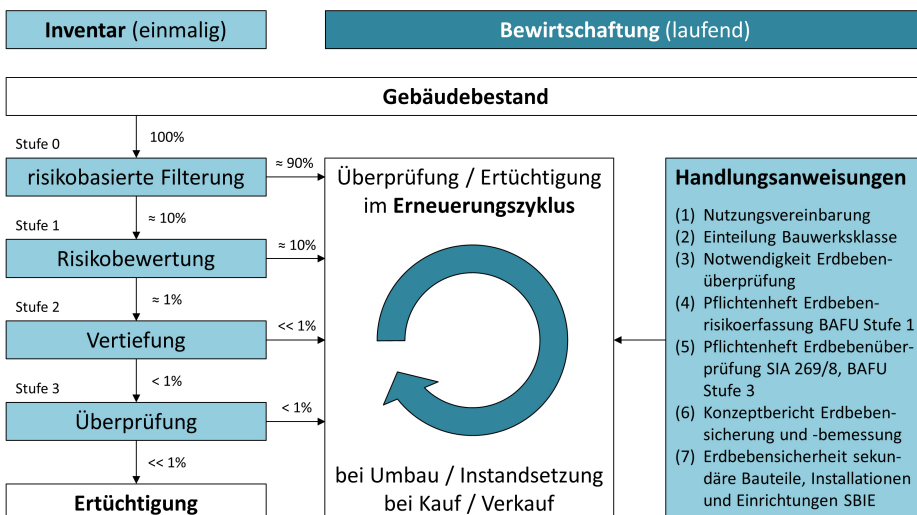 Inventar (einmalig)
Bewirtschaftung (laufend)
Gebäudebestand
Stufe 0
100%
risikobasierte Filterung
≈ 90%
≈ 10%
Stufe 1
Risikobewertung
≈ 10%
≈ 1%
Stufe 2
Vertiefung
<< 1%
< 1%
Stufe 3
Überprüfung
< 1%
<< 1%
Ertüchtigung
Überprüfung / Ertüchtigung
im Erneuerungszyklus
bei Umbau / Instandsetzung
bei Kauf / Verkauf
Handlungsanweisungen
(1) Nutzungsvereinbarung
(2) Einteilung Bauwerksklasse
(3) Notwendigkeit Erdbeben-
überprüfung
(4) Pflichtenheft Erdbeben-
risikoerfassung BAFU Stufe 1
(5) Pflichtenheft Erdbebenüber-
prüfung SIA 269/8, BAFU
Stufe 3
(6) Konzeptbericht Erdbeben-
sicherung und -bemessung
(7) Erdbebensicherheit sekun-
däre Bauteile, Installationen
und Einrichtungen SBIE